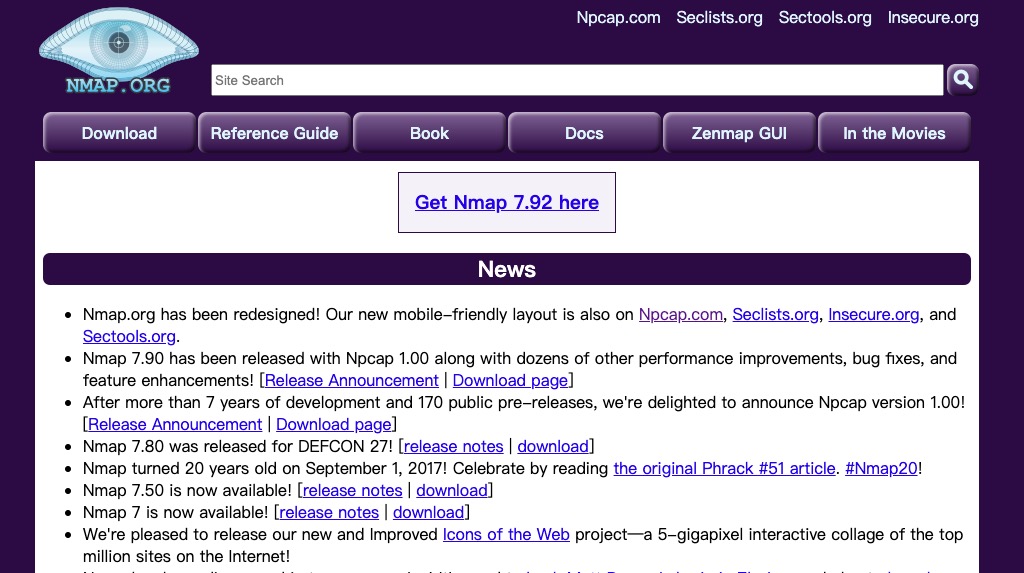 Npcap.com Seclists.org Sectools.org Insecure.org
NMAP.ORG
Site Search
Download Reference Guide Book Docs Zenmap GUI In the Movies
Get Nmap 7.92 here
News
Nmap.org has been redesigned! Our new mobile-friendly layout is also on Npcap.com, Seclists.org, Insecure.org, and
Sectools.org.
Nmap 7.90 has been released with Npcap 1.00 along with dozens of other performance improvements, bug fixes, and
feature enhancements! [Release Announcement | Download page]
After more than 7 years of development and 170 public pre-releases, we're delighted to announce Npcap version 1.00!
[Release Announcement | Download page]
Nmap 7.80 was released for DEFCON 27! [release notes | download]
Nmap turned 20 years old on September 1, 2017! Celebrate by reading the original Phrack #51 article. #Nmap20!
Nmap 7.50 is now available! [release notes | download]
Nmap 7 is now available! [release notes | download]
We're pleased to release our new and Improved Icons of the Web project—a 5-gigapixel interactive collage of the top
million sites on the Internet!